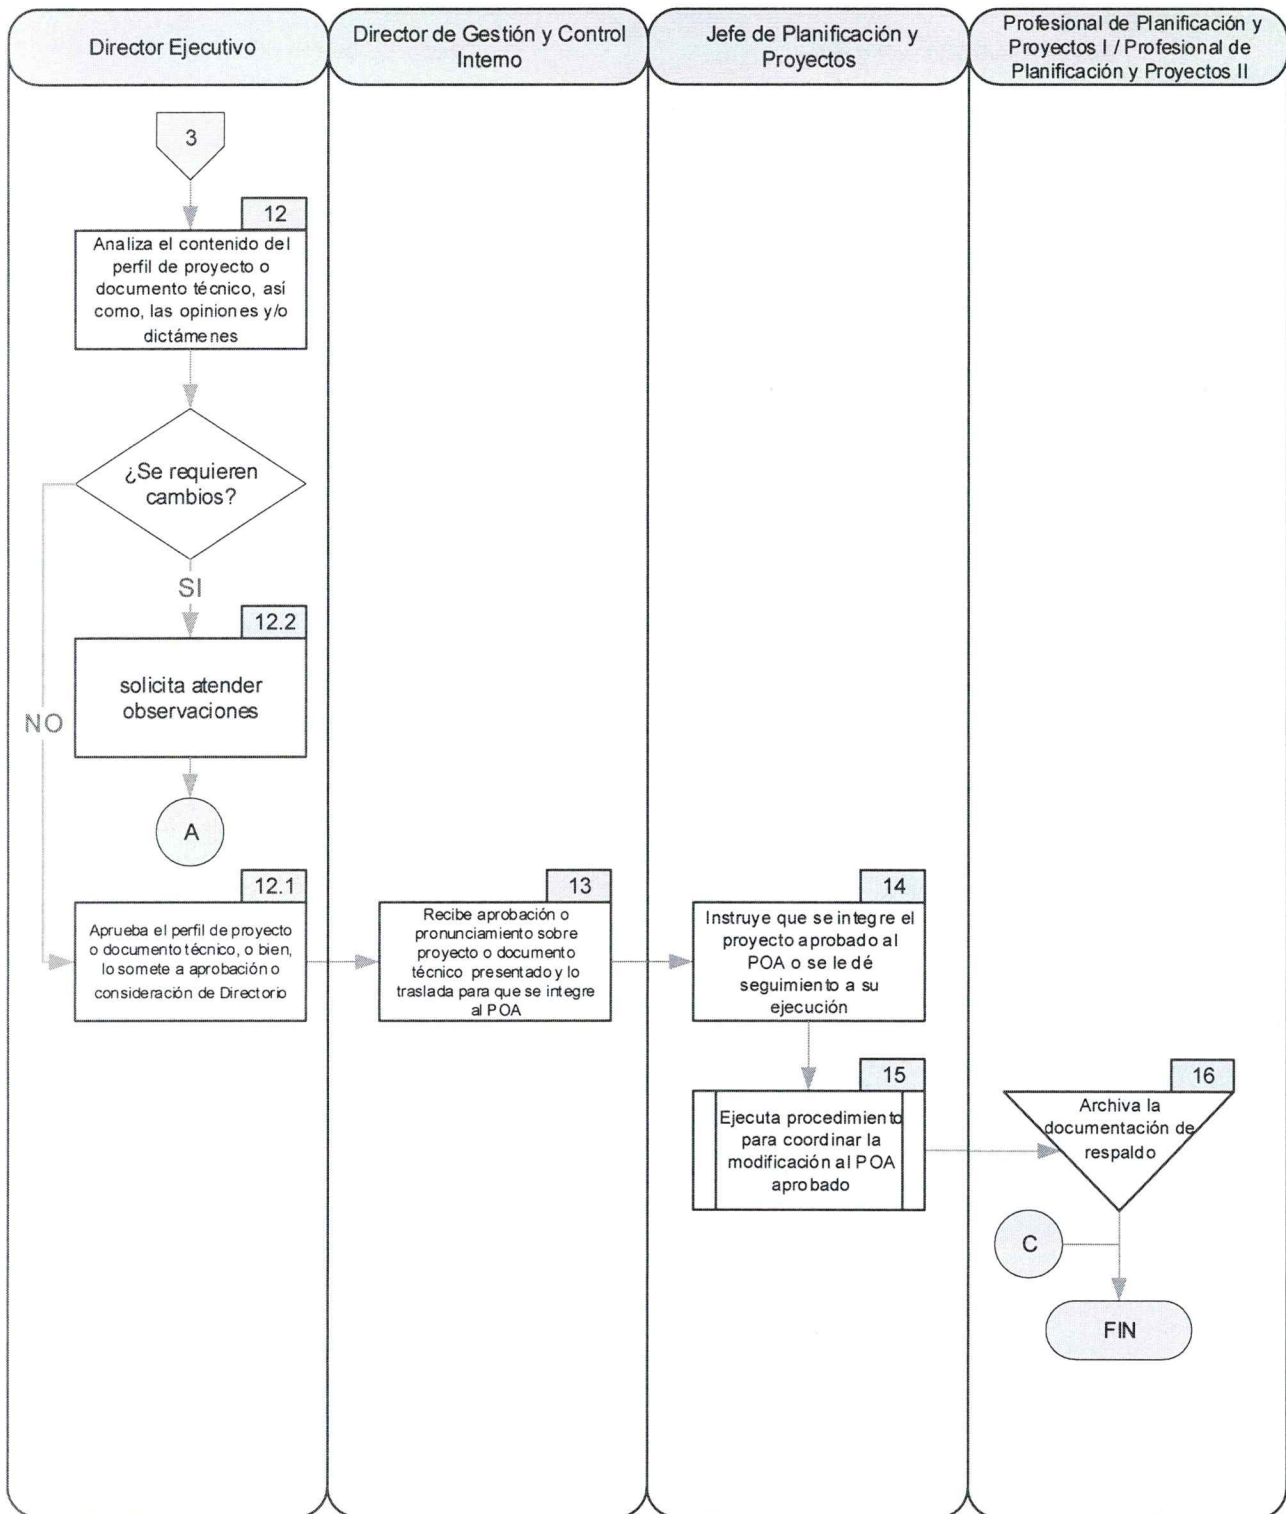 Director Ejecutivo
Director de Gestión y Control
Interno
Jefe de Planificación y
Proyectos
Profesional de Planificación y
Proyectos I / Profesional de
Planificación y Proyectos II
3
12
Analiza el contenido del
perfil de proyecto o
documento técnico, así
como, las opiniones y/o
dictámenes
¿Se requieren
cambios?
SI
NO
12.2
solicita atender
observaciones
A
12.1
Aprueba el perfil de proyecto
o documento técnico, o bien,
lo somete a aprobación o
consideración de Directorio
13
Recibe aprobación o
pronunciamiento sobre
proyecto o documento
técnico presentado y lo
traslada para que se integre
al POA
14
Instruye que se integre el
proyecto aprobado al
POA o se le dé
seguimiento a su
ejecución
15
Ejecuta procedimiento
para coordinar la
modificación al POA
aprobado
16
Archiva la
documentación de
respaldo
C
FIN